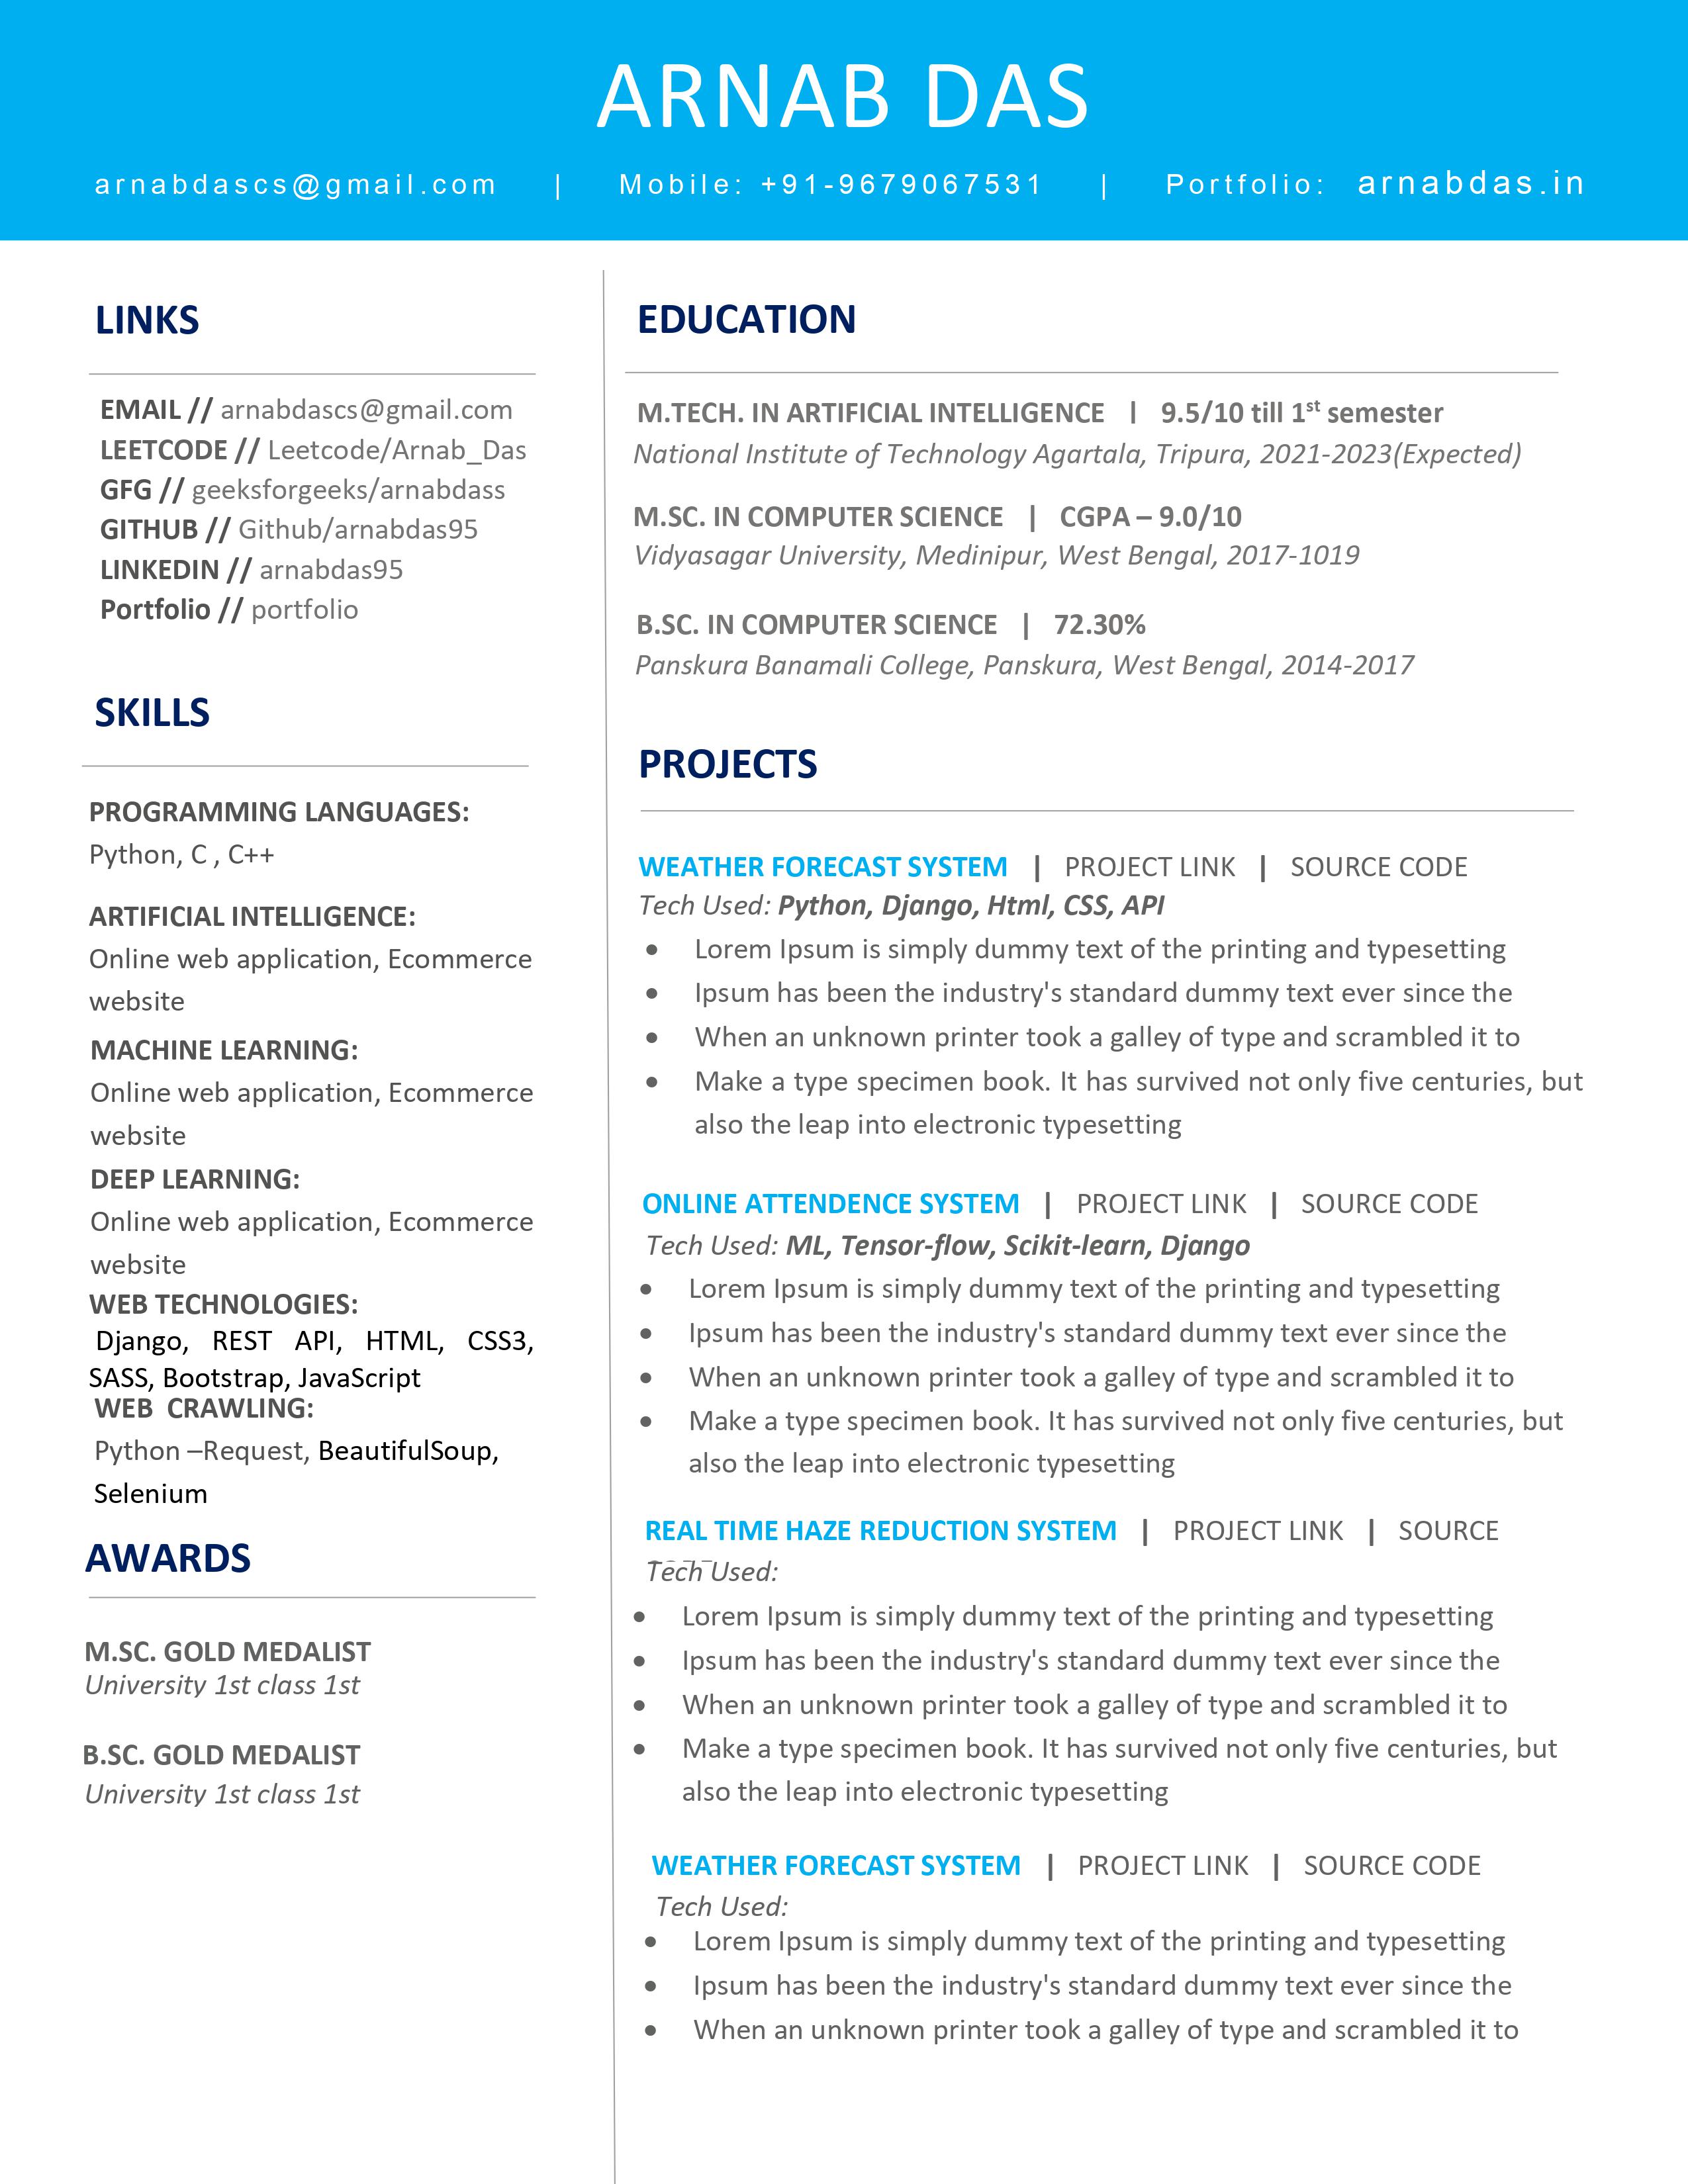 ARNAB DAS
arnabdascs@gmail.com | Mobile: +91-9679067531 | Portfolio: arnabdas.in
LINKS
EMAIL // arnabdascs@gmail.com
LEETCODE // Leetcode/Arnab_Das
GFG // geeksforgeeks/arnabdass
GITHUB // Github/arnabdas95
LINKEDIN // arnabdas95
Portfolio // portfolio
SKILLS
PROGRAMMING LANGUAGES:
Python, C , C++
ARTIFICIAL INTELLIGENCE:
Online web application, Ecommerce
website
MACHINE LEARNING:
Online web application, Ecommerce
website
DEEP LEARNING:
Online web application, Ecommerce
website
WEB TECHNOLOGIES:
Django, REST API, HTML, CSS3,
SASS, Bootstrap, JavaScript
WEB CRAWLING:
Python –Request, BeautifulSoup,
Selenium
AWARDS
M.SC. GOLD MEDALIST
University 1st class 1st
B.SC. GOLD MEDALIST
University 1st class 1st
EDUCATION
M.TECH. IN ARTIFICIAL INTELLIGENCE | 9.5/10 till 1st semester
National Institute of Technology Agartala, Tripura, 2021-2023(Expected)
M.SC. IN COMPUTER SCIENCE | CGPA – 9.0/10
Vidyasagar University, Medinipur, West Bengal, 2017-1019
B.SC. IN COMPUTER SCIENCE | 72.30%
Panskura Banamali College, Panskura, West Bengal, 2014-2017
PROJECTS
WEATHER FORECAST SYSTEM | PROJECT LINK | SOURCE CODE
Tech Used: Python, Django, Html, CSS, API
• Lorem Ipsum is simply dummy text of the printing and typesetting
• Ipsum has been the industry's standard dummy text ever since the
• When an unknown printer took a galley of type and scrambled it to
• Make a type specimen book. It has survived not only five centuries, but
also the leap into electronic typesetting
ONLINE ATTENDENCE SYSTEM | PROJECT LINK | SOURCE CODE
Tech Used: ML, Tensor-flow, Scikit-learn, Django
• Lorem Ipsum is simply dummy text of the printing and typesetting
• Ipsum has been the industry's standard dummy text ever since the
• When an unknown printer took a galley of type and scrambled it to
• Make a type specimen book. It has survived not only five centuries, but
also the leap into electronic typesetting
REAL TIME HAZE REDUCTION SYSTEM | PROJECT LINK | SOURCE
Tech Used:
• Lorem Ipsum is simply dummy text of the printing and typesetting
• Ipsum has been the industry's standard dummy text ever since the
• When an unknown printer took a galley of type and scrambled it to
• Make a type specimen book. It has survived not only five centuries, but
also the leap into electronic typesetting
WEATHER FORECAST SYSTEM | PROJECT LINK | SOURCE CODE
Tech Used:
• Lorem Ipsum is simply dummy text of the printing and typesetting
• Ipsum has been the industry's standard dummy text ever since the
• When an unknown printer took a galley of type and scrambled it to